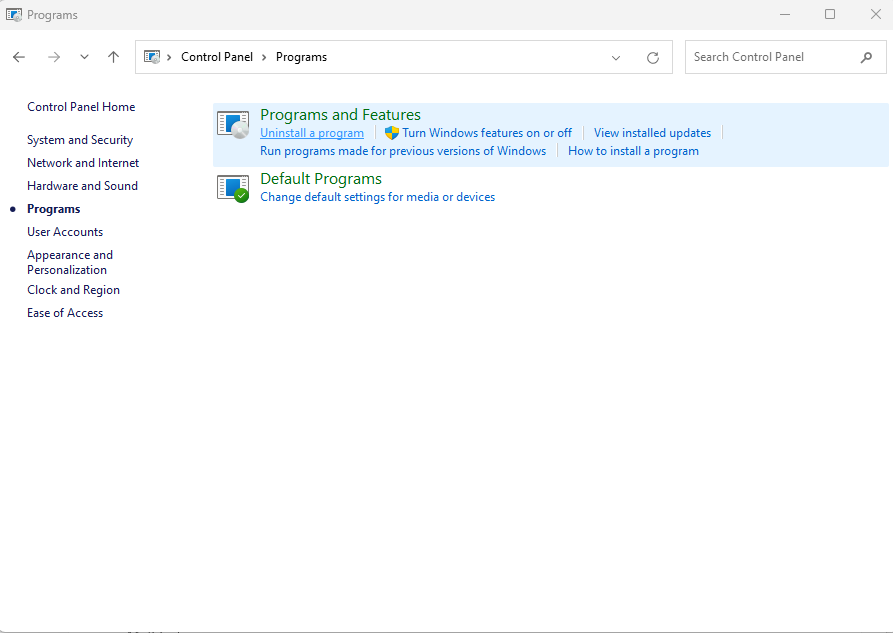 Programs
Control Panel > Programs
Search Control Panel
Control Panel Home
System and Security
Network and Internet
Hardware and Sound
Programs
User Accounts
Appearance and
Personalization
Clock and Region
Ease of Access
Programs and Features
Uninstall a program Turn Windows features on or off View installed updates
Run programs made for previous versions of Windows How to install a program
Default Programs
Change default settings for media or devices